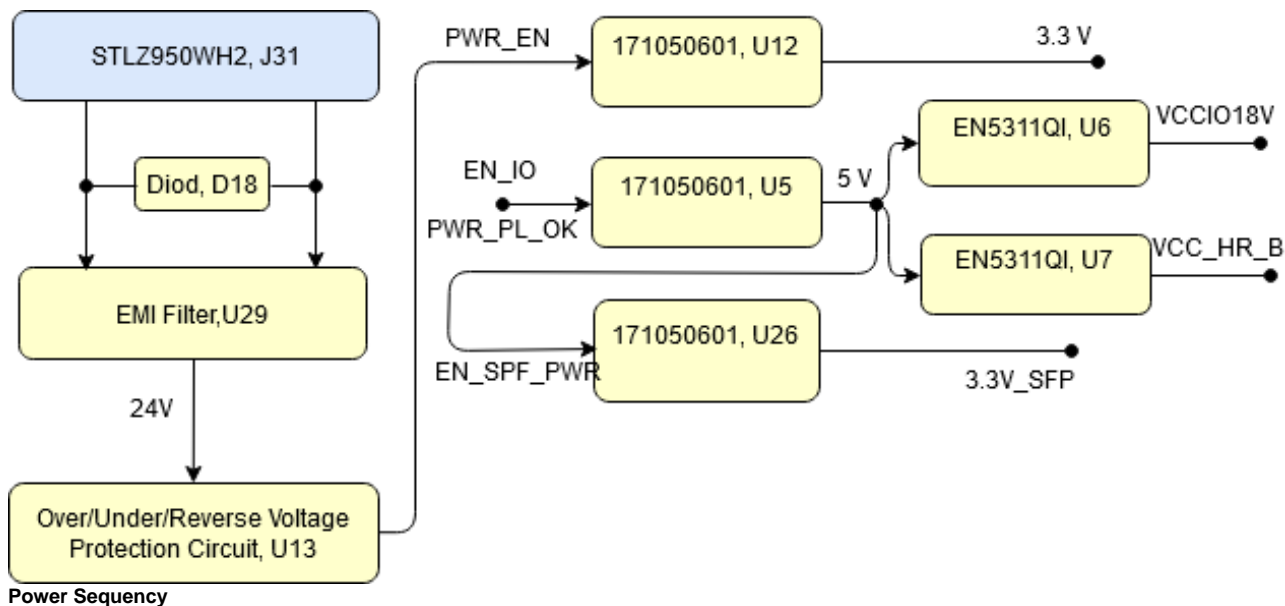 STLZ950WH2, J31
Diod, D18
EMI Filter,U29
24V
Over/Under/Reverse Voltage
Protection Circuit, U13
PWR_EN
171050601, U12
3.3 V
EN_IO
PWR_PL_OK
171050601, U5
5 V
EN5311QI, U6
VCCIO18V
EN5311QI, U7
VCC_HR_B
EN_SPF_PWR
171050601, U26
3.3V_SFP
Power Sequency